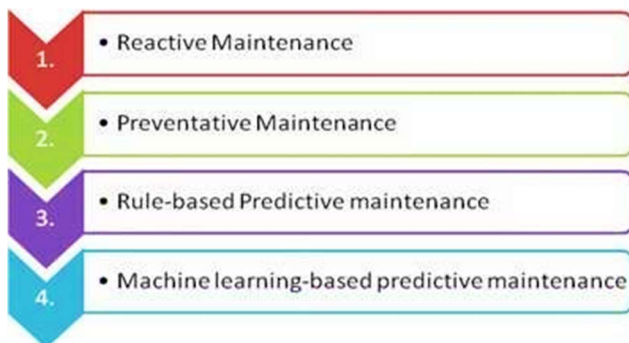 1. • Reactive Maintenance
2. • Preventative Maintenance
3. • Rule-based Predictive maintenance
4. • Machine learning-based predictive maintenance